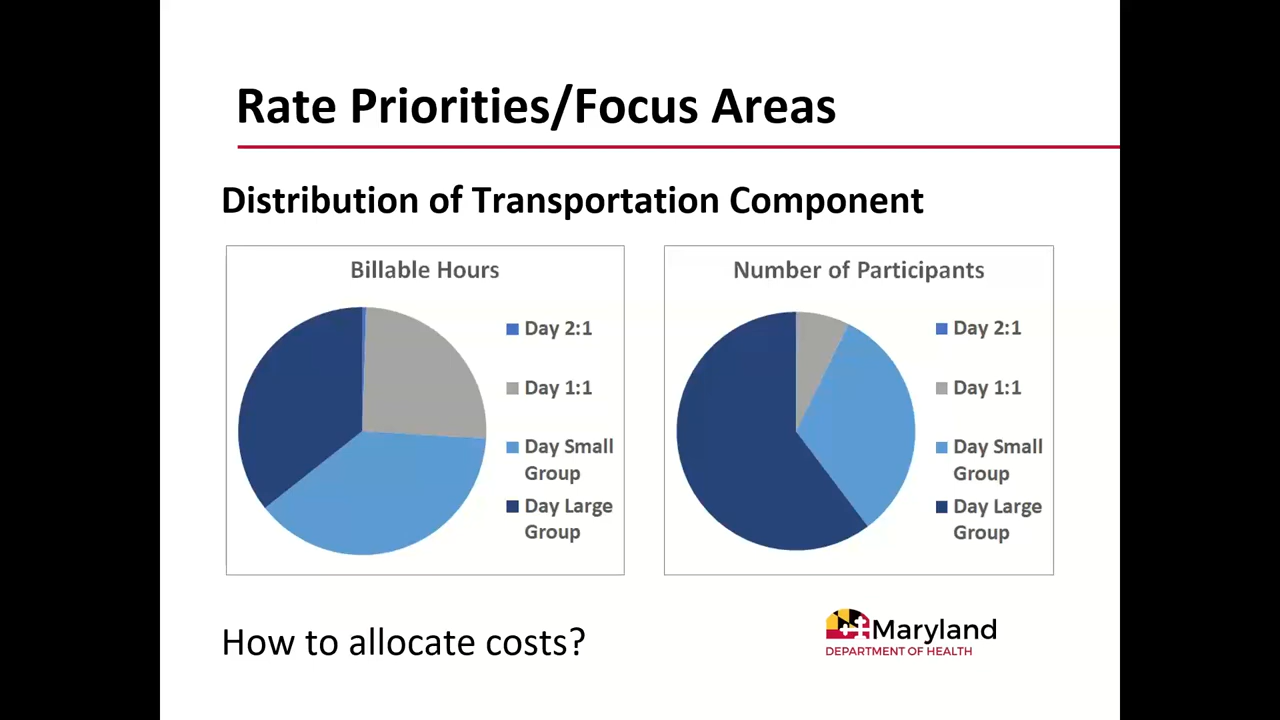 Rate Priorities/Focus Areas
Distribution of Transportation Component
Billable Hours
Day 2:1
Day 1:1
Day Small
Group
Day Large
Group
Number of Participants
Day 2:1
Day 1:1
Day Small
Group
Day Large
Group
How to allocate costs?
Maryland
DEPARTMENT OF HEALTH